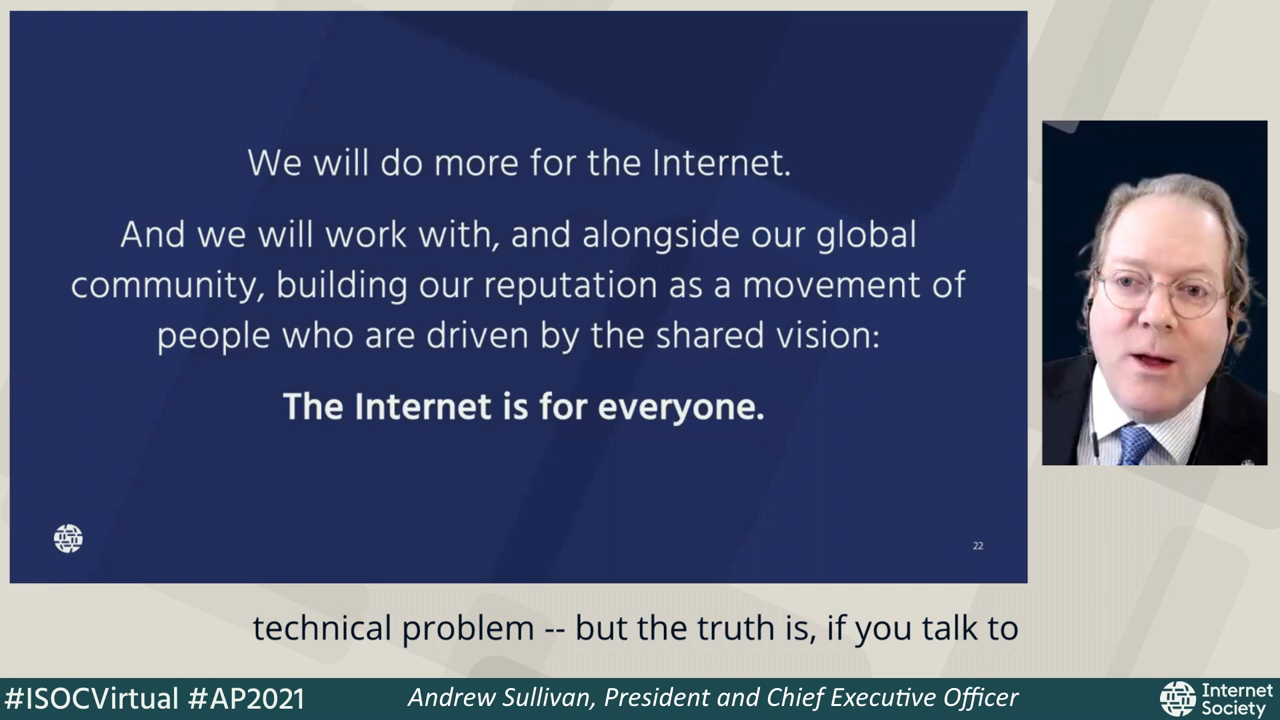 We will do more for the Internet.
And we will work with, and alongside our global
community, building our reputation as a movement of
people who are driven by the shared vision:
The Internet is for everyone.
22
technical problem -- but the truth is, if you talk to
#ISOCVirtual #AP2021
Andrew Sullivan, President and Chief Executive Officer
Internet
Society